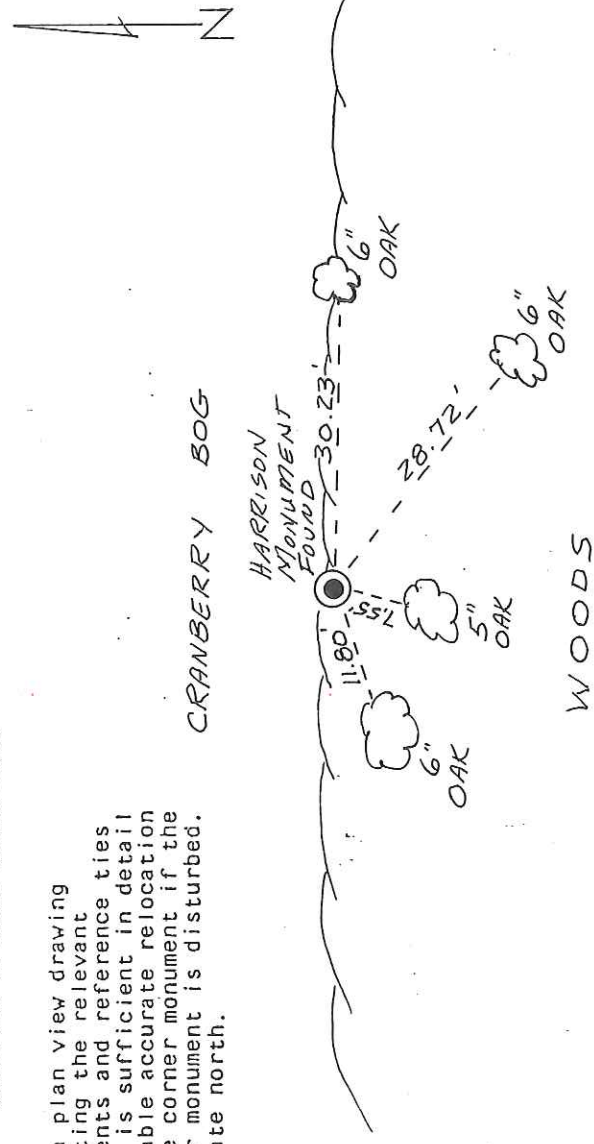 plan view drawing
ing the relevant
ents and reference ties
is sufficient in detail
ble accurate relocation
e corner monument if the
monument is disturbed.
te north.
N
CRANBERRY BOG
HARRISON
MONUMENT
FOUND
30.23'
6"
OAK
28.72'
6"
OAK
7.55'
5"
OAK
11.80'
6"
OAK
WOODS